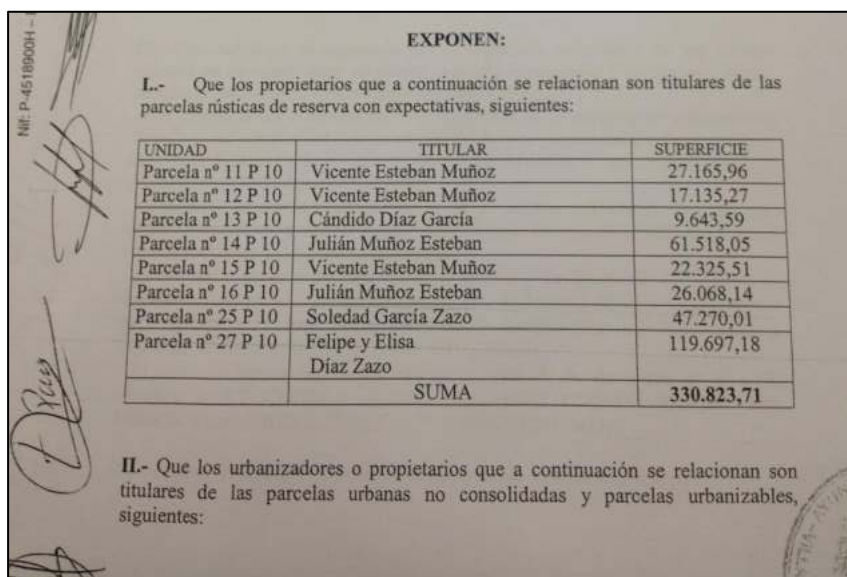 Nif: P-4518900H –
EXPONEN:
I..- Que los propietarios que a continuación se relacionan son titulares de las
parcelas rústicas de reserva con expectativas, siguientes:
UNIDAD TITULAR SUPERFICIE
Parcela nº 11 P 10 Vicente Esteban Muñoz 27.165,96
Parcela nº 12 P 10 Vicente Esteban Muñoz 17.135,27
Parcela nº 13 P 10 Cándido Díaz García 9.643,59
Parcela nº 14 P 10 Julián Muñoz Esteban 61.518,05
Parcela nº 15 P 10 Vicente Esteban Muñoz 22.325,51
Parcela nº 16 P 10 Julián Muñoz Esteban 26.068,14
Parcela nº 25 P 10 Soledad García Zazo 47.270,01
Parcela nº 27 P 10 Felipe y Elisa 119.697,18
Díaz Zazo
SUMA 330.823,71
II.- Que los urbanizadores o propietarios que a continuación se relacionan son
titulares de las parcelas urbanas no consolidadas y parcelas urbanizables,
siguientes: